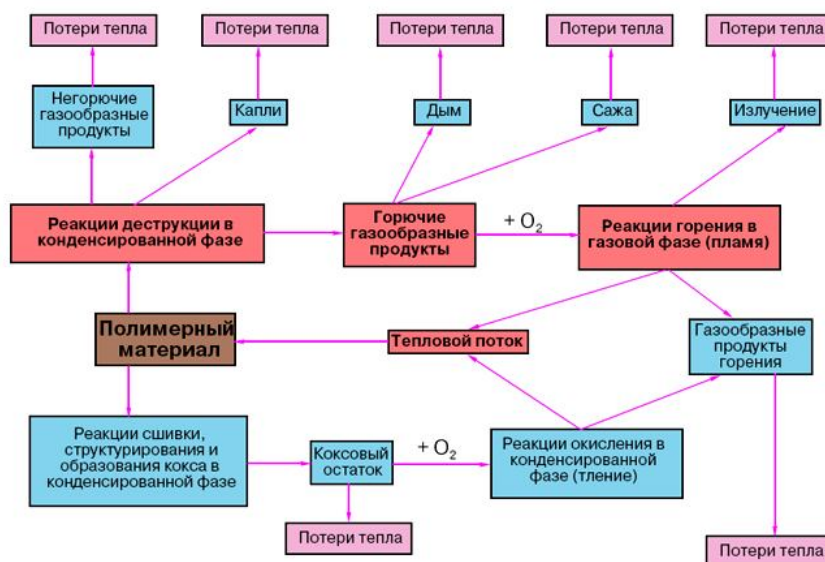 Потери тепла
Потери тепла
Потери тепла
Потери тепла
Потери тепла
Негорючие
газообразные
продукты
Капли
Дым
Сажа
Излучение
Реакции деструкции в
конденсированной фазе
Горючие
газообразные
продукты
+ O₂
Реакции горения в
газовой фазе (пламя)
Полимерный
материал
Тепловой поток
Газообразные
продукты
горения
Реакции сшивки,
структурирования и
образования кокса в
конденсированной фазе
Коксовый
остаток
+ O₂
Реакции окисления в
конденсированной
фазе (тление)
Потери тепла
Потери тепла